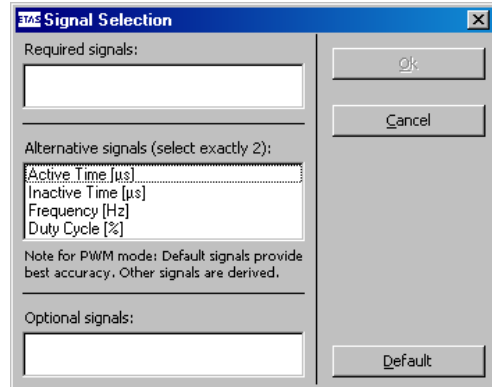 ETAS Signal Selection
Required signals:
Ok
Cancel
Alternative signals (select exactly 2):
Active Time [µs]
Inactive Time [µs]
Frequency [Hz]
Duty Cycle [%]
Note for PWM mode: Default signals provide
best accuracy. Other signals are derived.
Optional signals:
Default